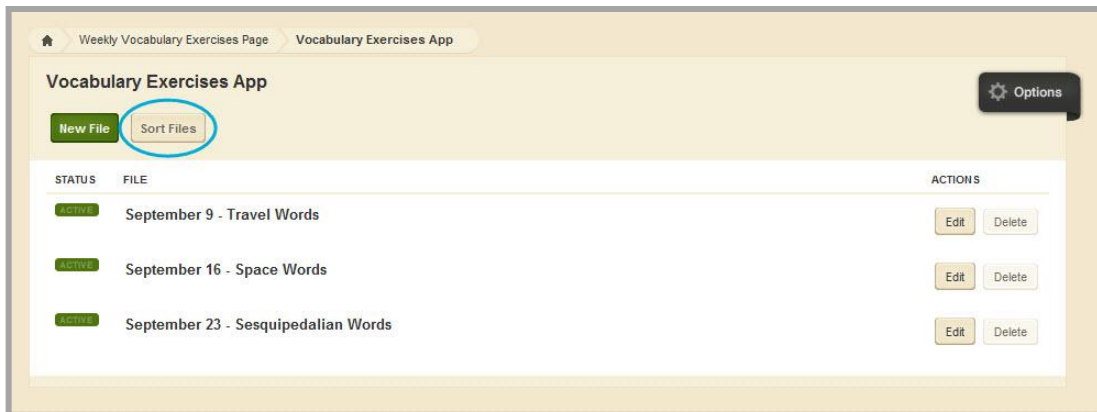 Weekly Vocabulary Exercises Page Vocabulary Exercises App
Vocabulary Exercises App
Options
New File Sort Files
STATUS FILE ACTIONS
ACTIVE September 9 - Travel Words Edit Delete
ACTIVE September 16 - Space Words Edit Delete
ACTIVE September 23 - Sesquipedalian Words Edit Delete